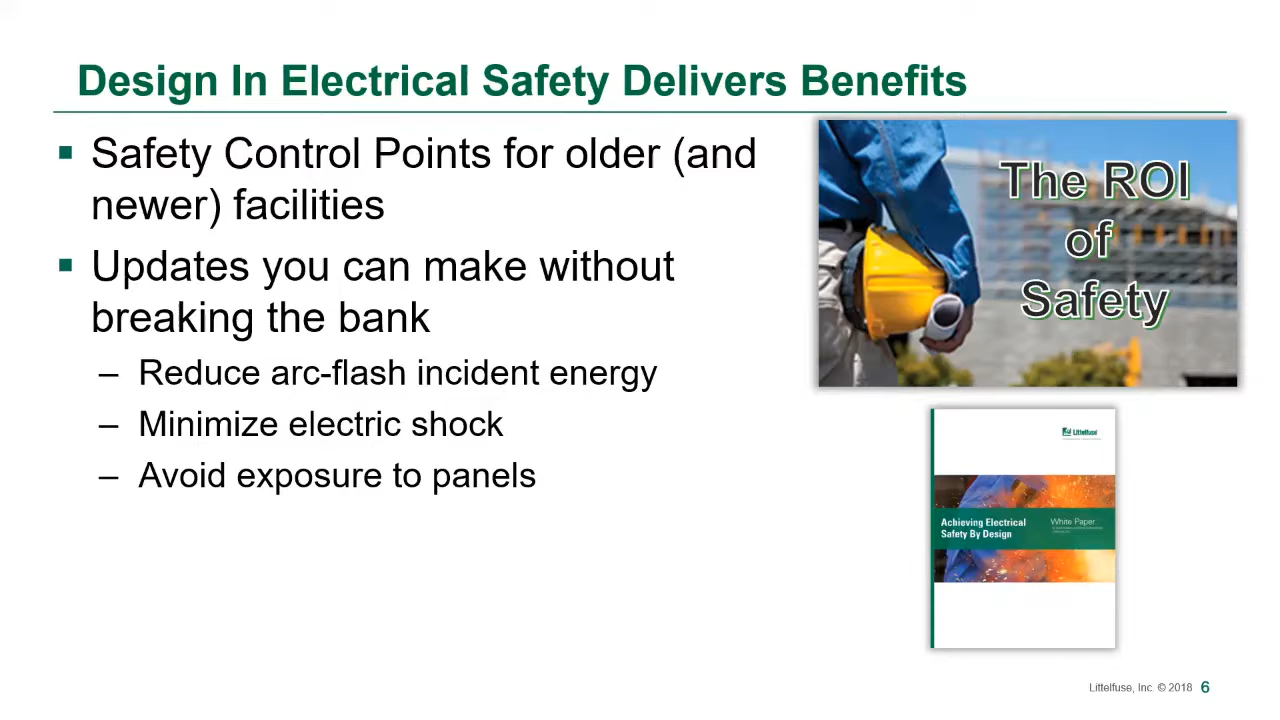 Design In Electrical Safety Delivers Benefits
▪ Safety Control Points for older (and
newer) facilities
▪ Updates you can make without
breaking the bank
– Reduce arc-flash incident energy
– Minimize electric shock
– Avoid exposure to panels
The ROI
of
Safety
Littelfuse
Achieving Electrical
Safety By Design
White Paper
Littelfuse, Inc. © 2018 6